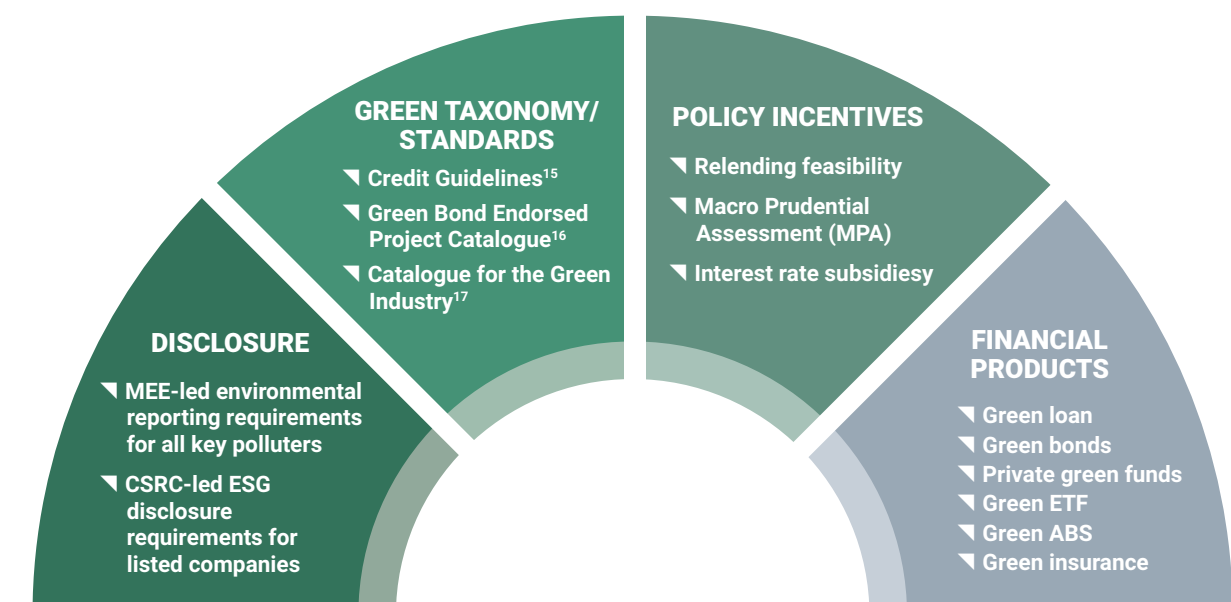 GREEN TAXONOMY/
STANDARDS
Credit Guidelines¹⁵
Green Bond Endorsed
Project Catalogue¹⁶
Catalogue for the Green
Industry¹⁷
POLICY INCENTIVES
Relending feasibility
Macro Prudential
Assessment (MPA)
Interest rate subsidiesy
DISCLOSURE
MEE-led environmental
reporting requirements
for all key polluters
CSRC-led ESG
disclosure
requirements for
listed companies
FINANCIAL
PRODUCTS
Green loan
Green bonds
Private green funds
Green ETF
Green ABS
Green insurance